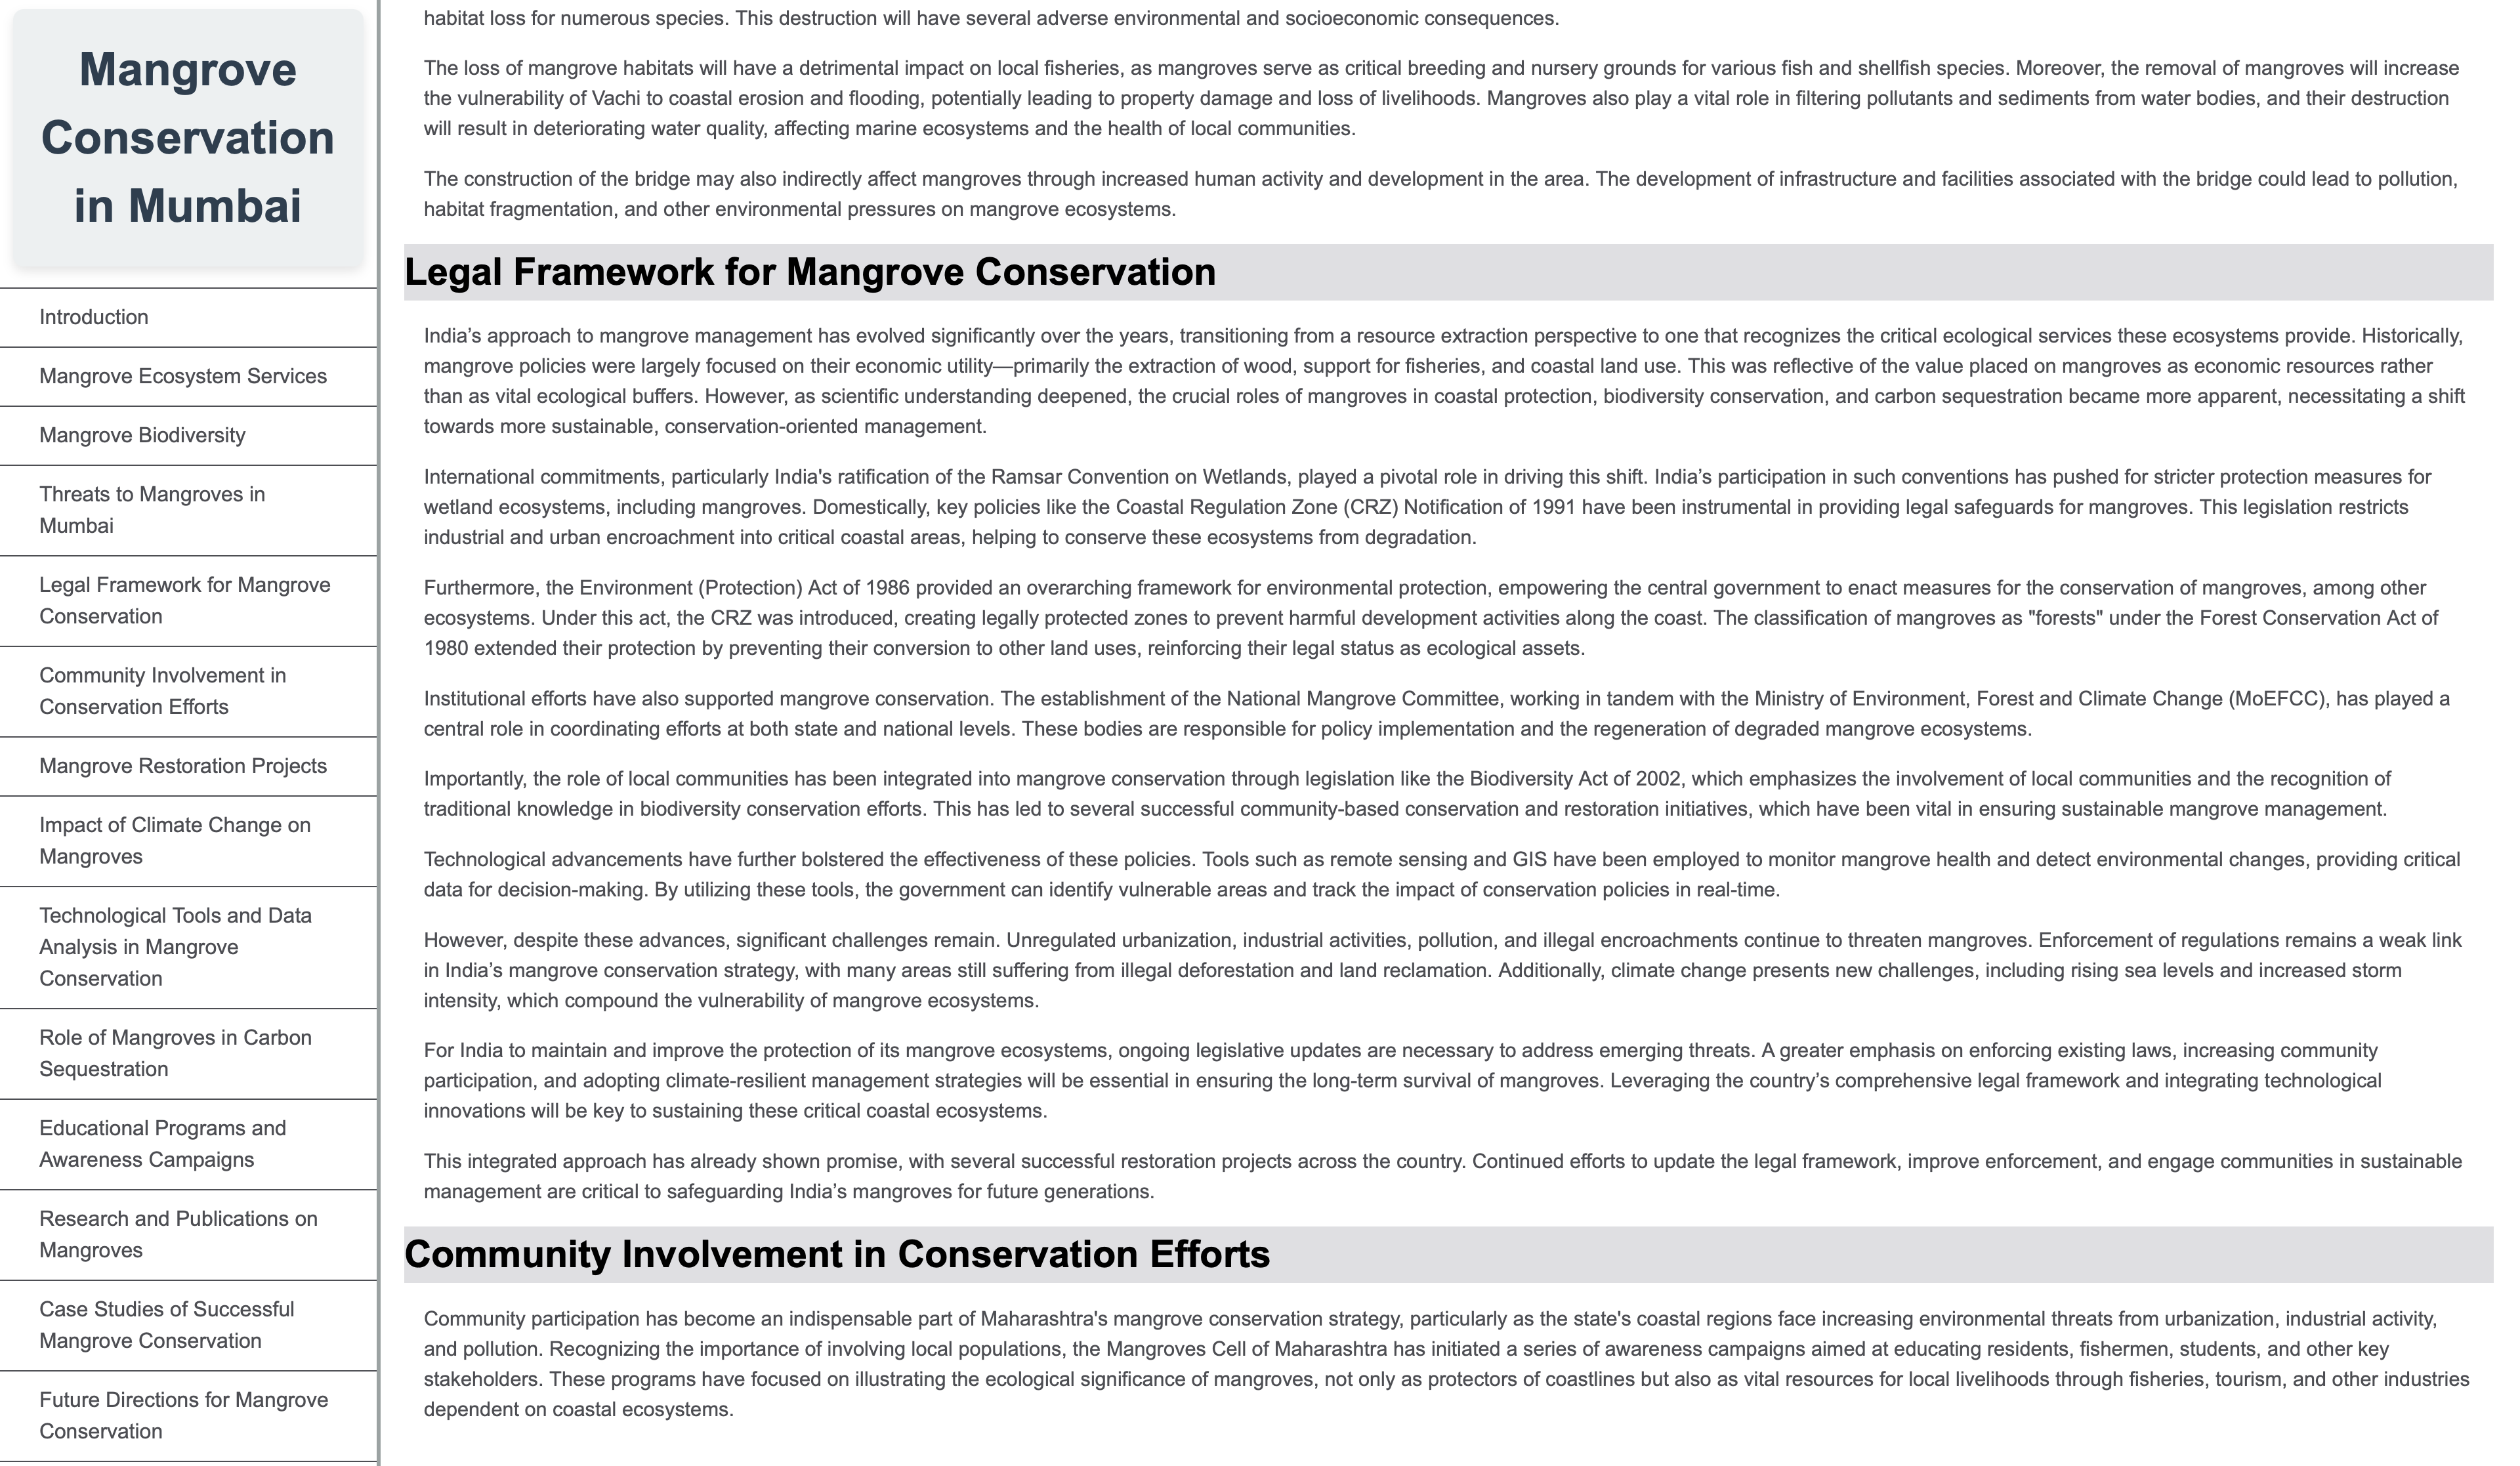 Mangrove
Conservation
in Mumbai
Introduction
Mangrove Ecosystem Services
Mangrove Biodiversity
Threats to Mangroves in
Mumbai
Legal Framework for Mangrove
Conservation
Community Involvement in
Conservation Efforts
Mangrove Restoration Projects
Impact of Climate Change on
Mangroves
Technological Tools and Data
Analysis in Mangrove
Conservation
Role of Mangroves in Carbon
Sequestration
Educational Programs and
Awareness Campaigns
Research and Publications on
Mangroves
Case Studies of Successful
Mangrove Conservation
Future Directions for Mangrove
Conservation
habitat loss for numerous species. This destruction will have several adverse environmental and socioeconomic consequences.
The loss of mangrove habitats will have a detrimental impact on local fisheries, as mangroves serve as critical breeding and nursery grounds for various fish and shellfish species. Moreover, the removal of mangroves will increase
the vulnerability of Vachi to coastal erosion and flooding, potentially leading to property damage and loss of livelihoods. Mangroves also play a vital role in filtering pollutants and sediments from water bodies, and their destruction
will result in deteriorating water quality, affecting marine ecosystems and the health of local communities.
The construction of the bridge may also indirectly affect mangroves through increased human activity and development in the area. The development of infrastructure and facilities associated with the bridge could lead to pollution,
habitat fragmentation, and other environmental pressures on mangrove ecosystems.
Legal Framework for Mangrove Conservation
India’s approach to mangrove management has evolved significantly over the years, transitioning from a resource extraction perspective to one that recognizes the critical ecological services these ecosystems provide. Historically,
mangrove policies were largely focused on their economic utility—primarily the extraction of wood, support for fisheries, and coastal land use. This was reflective of the value placed on mangroves as economic resources rather
than as vital ecological buffers. However, as scientific understanding deepened, the crucial roles of mangroves in coastal protection, biodiversity conservation, and carbon sequestration became more apparent, necessitating a shift
towards more sustainable, conservation-oriented management.
International commitments, particularly India's ratification of the Ramsar Convention on Wetlands, played a pivotal role in driving this shift. India’s participation in such conventions has pushed for stricter protection measures for
wetland ecosystems, including mangroves. Domestically, key policies like the Coastal Regulation Zone (CRZ) Notification of 1991 have been instrumental in providing legal safeguards for mangroves. This legislation restricts
industrial and urban encroachment into critical coastal areas, helping to conserve these ecosystems from degradation.
Furthermore, the Environment (Protection) Act of 1986 provided an overarching framework for environmental protection, empowering the central government to enact measures for the conservation of mangroves, among other
ecosystems. Under this act, the CRZ was introduced, creating legally protected zones to prevent harmful development activities along the coast. The classification of mangroves as "forests" under the Forest Conservation Act of
1980 extended their protection by preventing their conversion to other land uses, reinforcing their legal status as ecological assets.
Institutional efforts have also supported mangrove conservation. The establishment of the National Mangrove Committee, working in tandem with the Ministry of Environment, Forest and Climate Change (MoEFCC), has played a
central role in coordinating efforts at both state and national levels. These bodies are responsible for policy implementation and the regeneration of degraded mangrove ecosystems.
Importantly, the role of local communities has been integrated into mangrove conservation through legislation like the Biodiversity Act of 2002, which emphasizes the involvement of local communities and the recognition of
traditional knowledge in biodiversity conservation efforts. This has led to several successful community-based conservation and restoration initiatives, which have been vital in ensuring sustainable mangrove management.
Technological advancements have further bolstered the effectiveness of these policies. Tools such as remote sensing and GIS have been employed to monitor mangrove health and detect environmental changes, providing critical
data for decision-making. By utilizing these tools, the government can identify vulnerable areas and track the impact of conservation policies in real-time.
However, despite these advances, significant challenges remain. Unregulated urbanization, industrial activities, pollution, and illegal encroachments continue to threaten mangroves. Enforcement of regulations remains a weak link
in India’s mangrove conservation strategy, with many areas still suffering from illegal deforestation and land reclamation. Additionally, climate change presents new challenges, including rising sea levels and increased storm
intensity, which compound the vulnerability of mangrove ecosystems.
For India to maintain and improve the protection of its mangrove ecosystems, ongoing legislative updates are necessary to address emerging threats. A greater emphasis on enforcing existing laws, increasing community
participation, and adopting climate-resilient management strategies will be essential in ensuring the long-term survival of mangroves. Leveraging the country’s comprehensive legal framework and integrating technological
innovations will be key to sustaining these critical coastal ecosystems.
This integrated approach has already shown promise, with several successful restoration projects across the country. Continued efforts to update the legal framework, improve enforcement, and engage communities in sustainable
management are critical to safeguarding India’s mangroves for future generations.
Community Involvement in Conservation Efforts
Community participation has become an indispensable part of Maharashtra's mangrove conservation strategy, particularly as the state's coastal regions face increasing environmental threats from urbanization, industrial activity,
and pollution. Recognizing the importance of involving local populations, the Mangroves Cell of Maharashtra has initiated a series of awareness campaigns aimed at educating residents, fishermen, students, and other key
stakeholders. These programs have focused on illustrating the ecological significance of mangroves, not only as protectors of coastlines but also as vital resources for local livelihoods through fisheries, tourism, and other industries
dependent on coastal ecosystems.